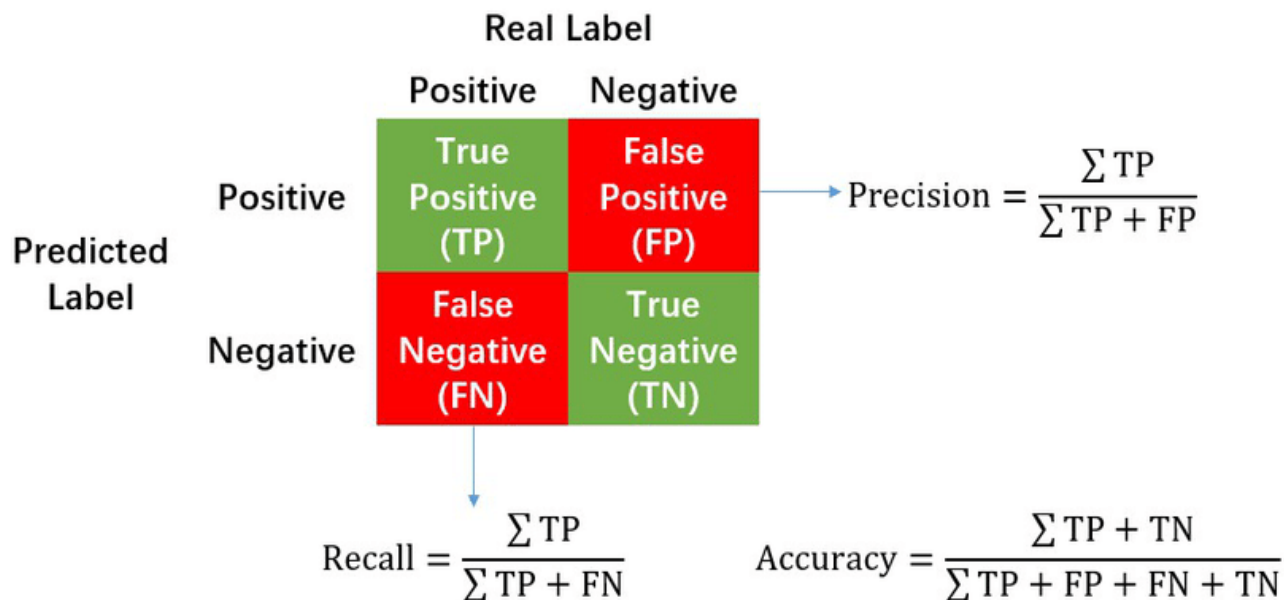 Real Label
Positive Negative
True
Positive
(TP)
False
Positive
(FP)
Positive
Precision = ∑ TP / ∑ TP + FP
Predicted
Label
False
Negative
(FN)
True
Negative
(TN)
Negative
Recall = ∑ TP / ∑ TP + FN
Accuracy = ∑ TP + TN / ∑ TP + FP + FN + TN